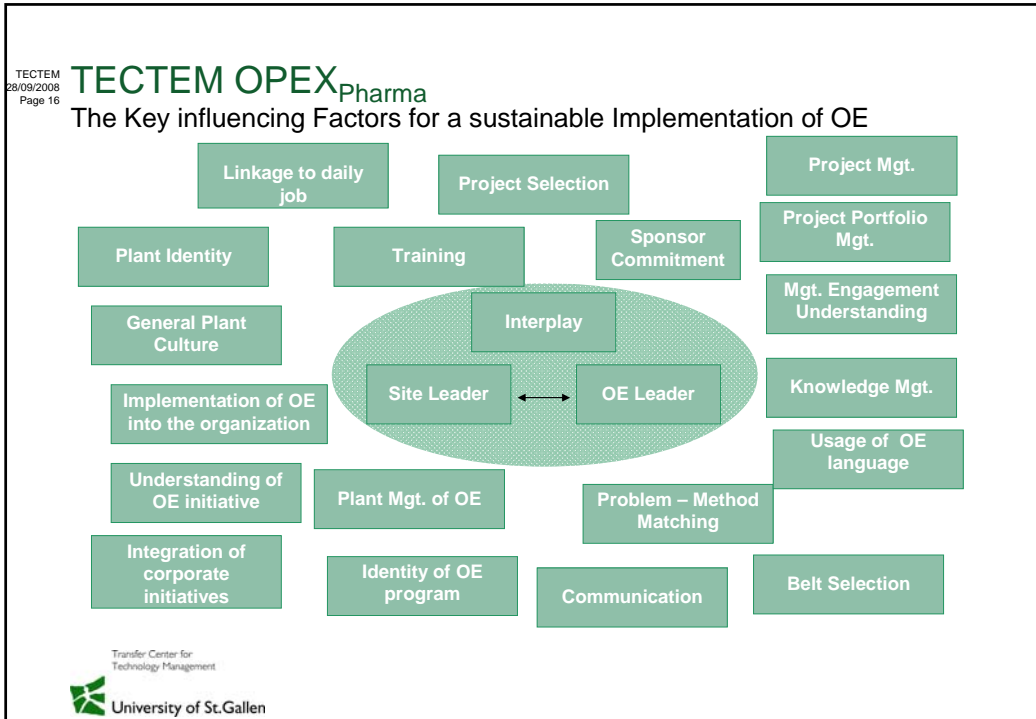 TECTEM
28/09/2008
Page 16
TECTEM OPEX Pharma
The Key influencing Factors for a sustainable Implementation of OE
Linkage to daily
job
Project Selection
Project Mgt.
Plant Identity
Training
Sponsor
Commitment
Project Portfolio
Mgt.
General Plant
Culture
Interplay
Mgt. Engagement
Understanding
Site Leader
OE Leader
Knowledge Mgt.
Implementation of OE
into the organization
Usage of OE
language
Understanding of
OE initiative
Plant Mgt. of OE
Problem – Method
Matching
Integration of
corporate
initiatives
Identity of OE
program
Communication
Belt Selection
Transfer Center for
Technology Management
University of St.Gallen